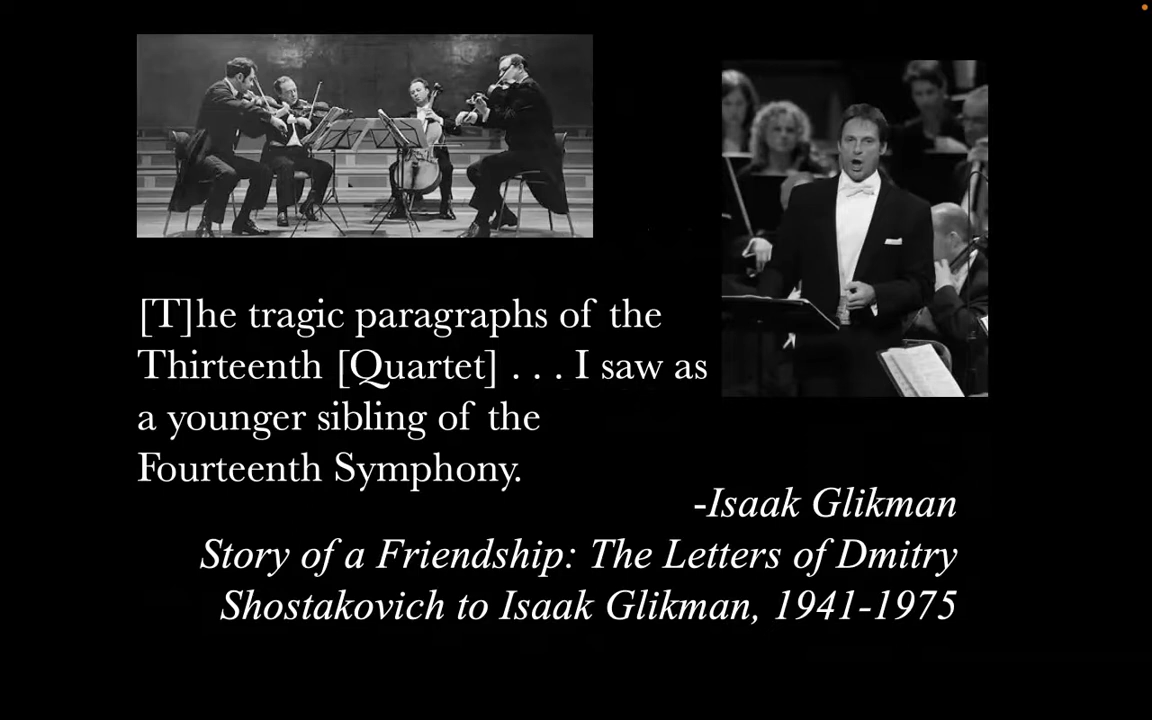 [T]he tragic paragraphs of the
Thirteenth [Quartet] . . . I saw as
a younger sibling of the
Fourteenth Symphony.
-Isaak Glikman
Story of a Friendship: The Letters of Dmitry
Shostakovich to Isaak Glikman, 1941-1975